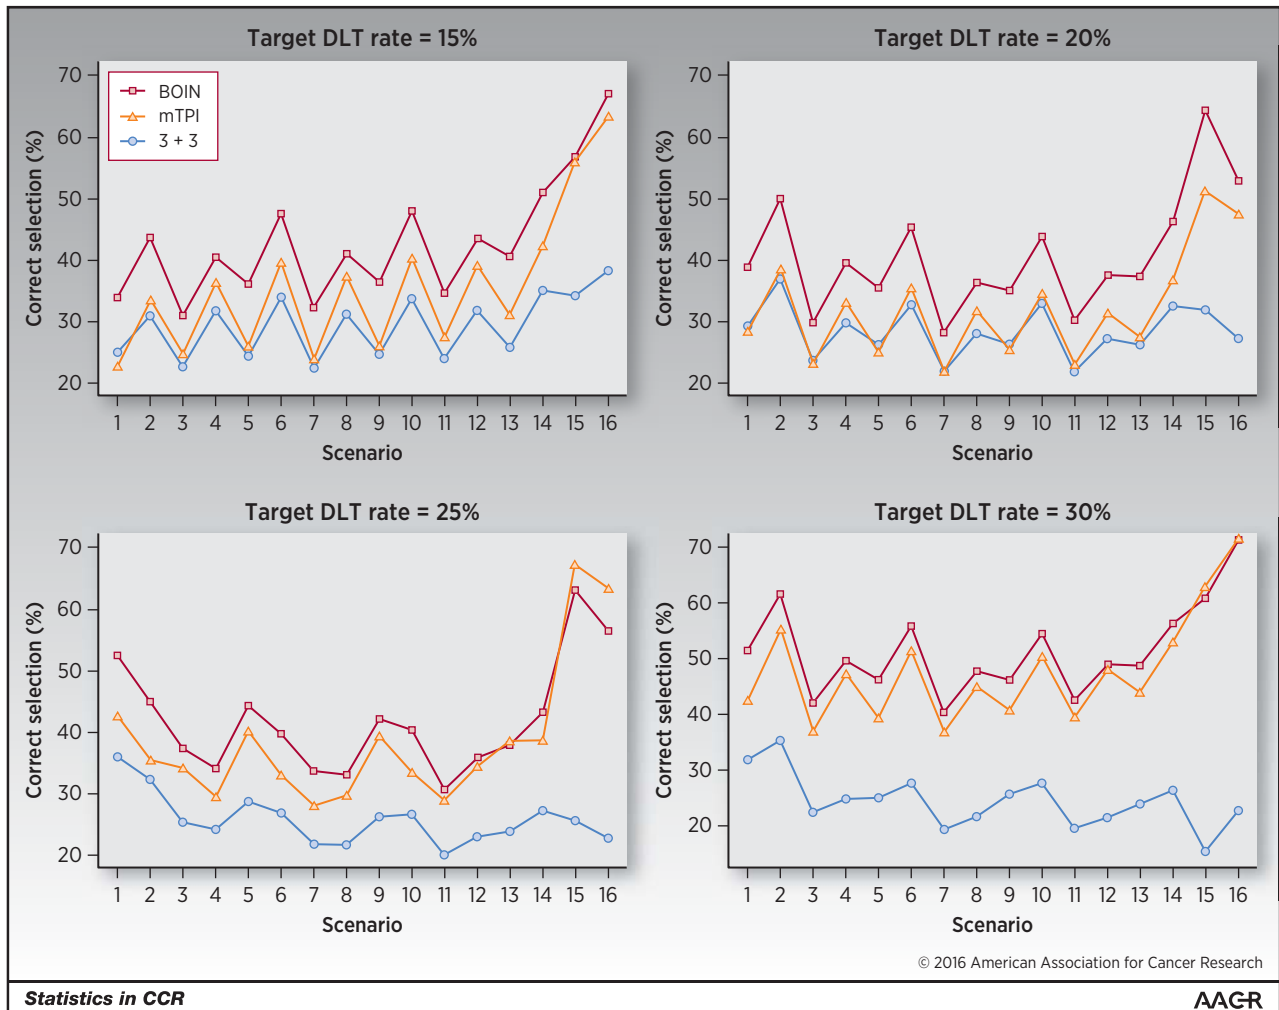 Target DLT rate = 15%
Correct selection (%)
70
60
50
40
30
20
BOIN
mTPI
3 + 3
1 2 3 4 5 6 7 8 9 10 11 12 13 14 15 16
Scenario
Target DLT rate = 20%
Correct selection (%)
70
60
50
40
30
20
1 2 3 4 5 6 7 8 9 10 11 12 13 14 15 16
Scenario
Target DLT rate = 25%
Correct selection (%)
70
60
50
40
30
20
1 2 3 4 5 6 7 8 9 10 11 12 13 14 15 16
Scenario
Target DLT rate = 30%
Correct selection (%)
70
60
50
40
30
20
1 2 3 4 5 6 7 8 9 10 11 12 13 14 15 16
Scenario
© 2016 American Association for Cancer Research
Statistics in CCR
AACR